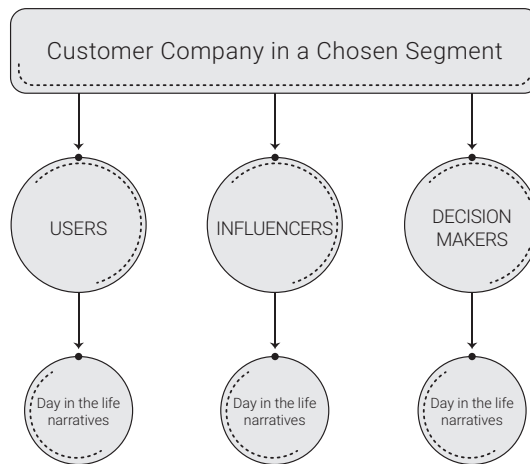 Customer Company in a Chosen Segment
USERS
INFLUENCERS
DECISION
MAKERS
Day in the life
narratives
Day in the life
narratives
Day in the life
narratives